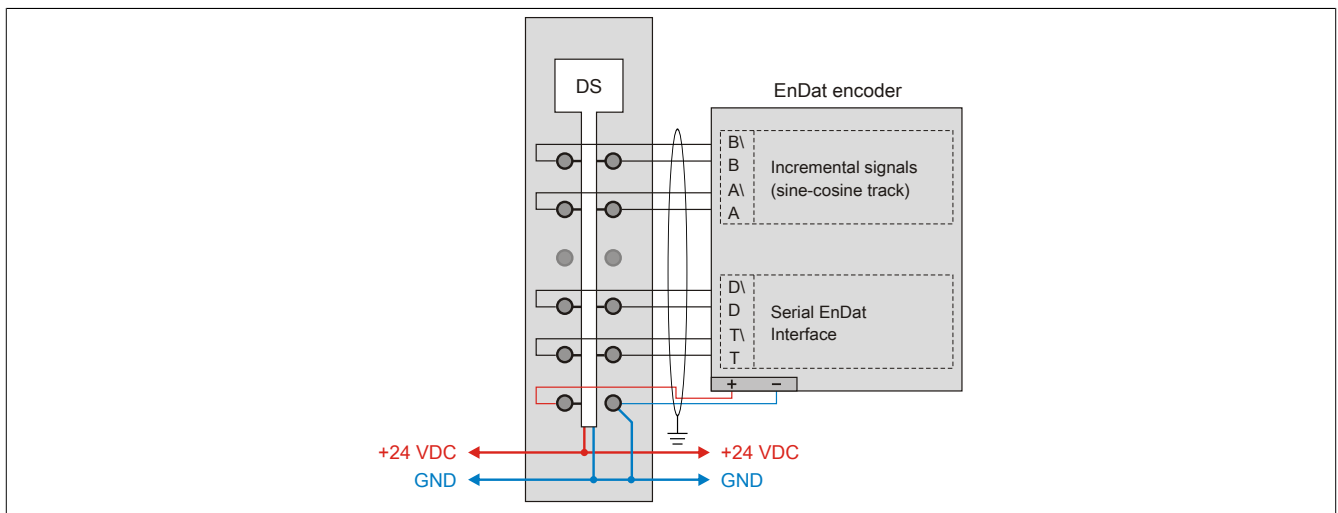 DS
EnDat encoder
B\
B
A\
A
Incremental signals
(sine-cosine track)
D\
D
T\
T
Serial EnDat
Interface
+
−
+24 VDC
+24 VDC
GND
GND